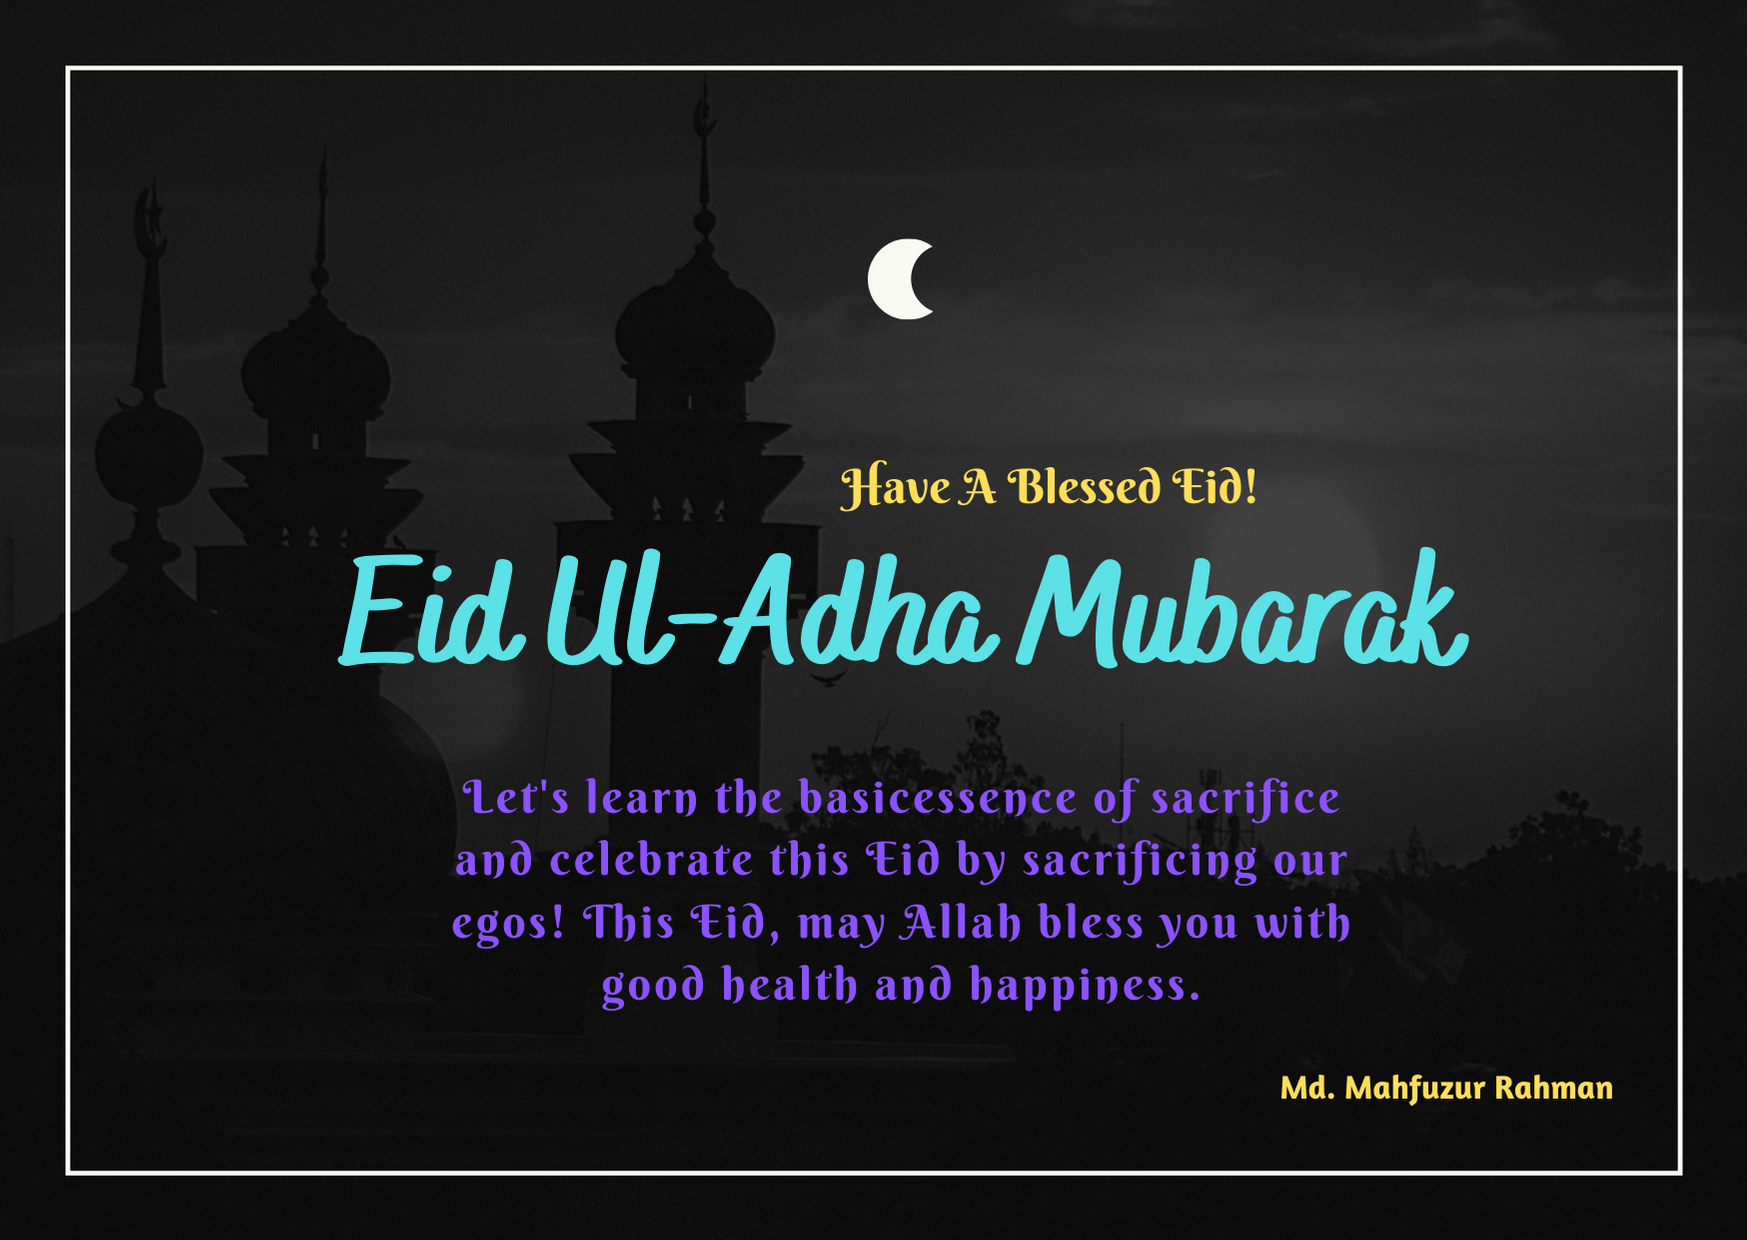 Have A Blessed Eid!
Eid Ul-Adha Mubarak
Let's learn the basicessence of sacrifice
and celebrate this Eid by sacrificing our
egos! This Eid, may Allah bless you with
good health and happiness.
Md. Mahfuzur Rahman